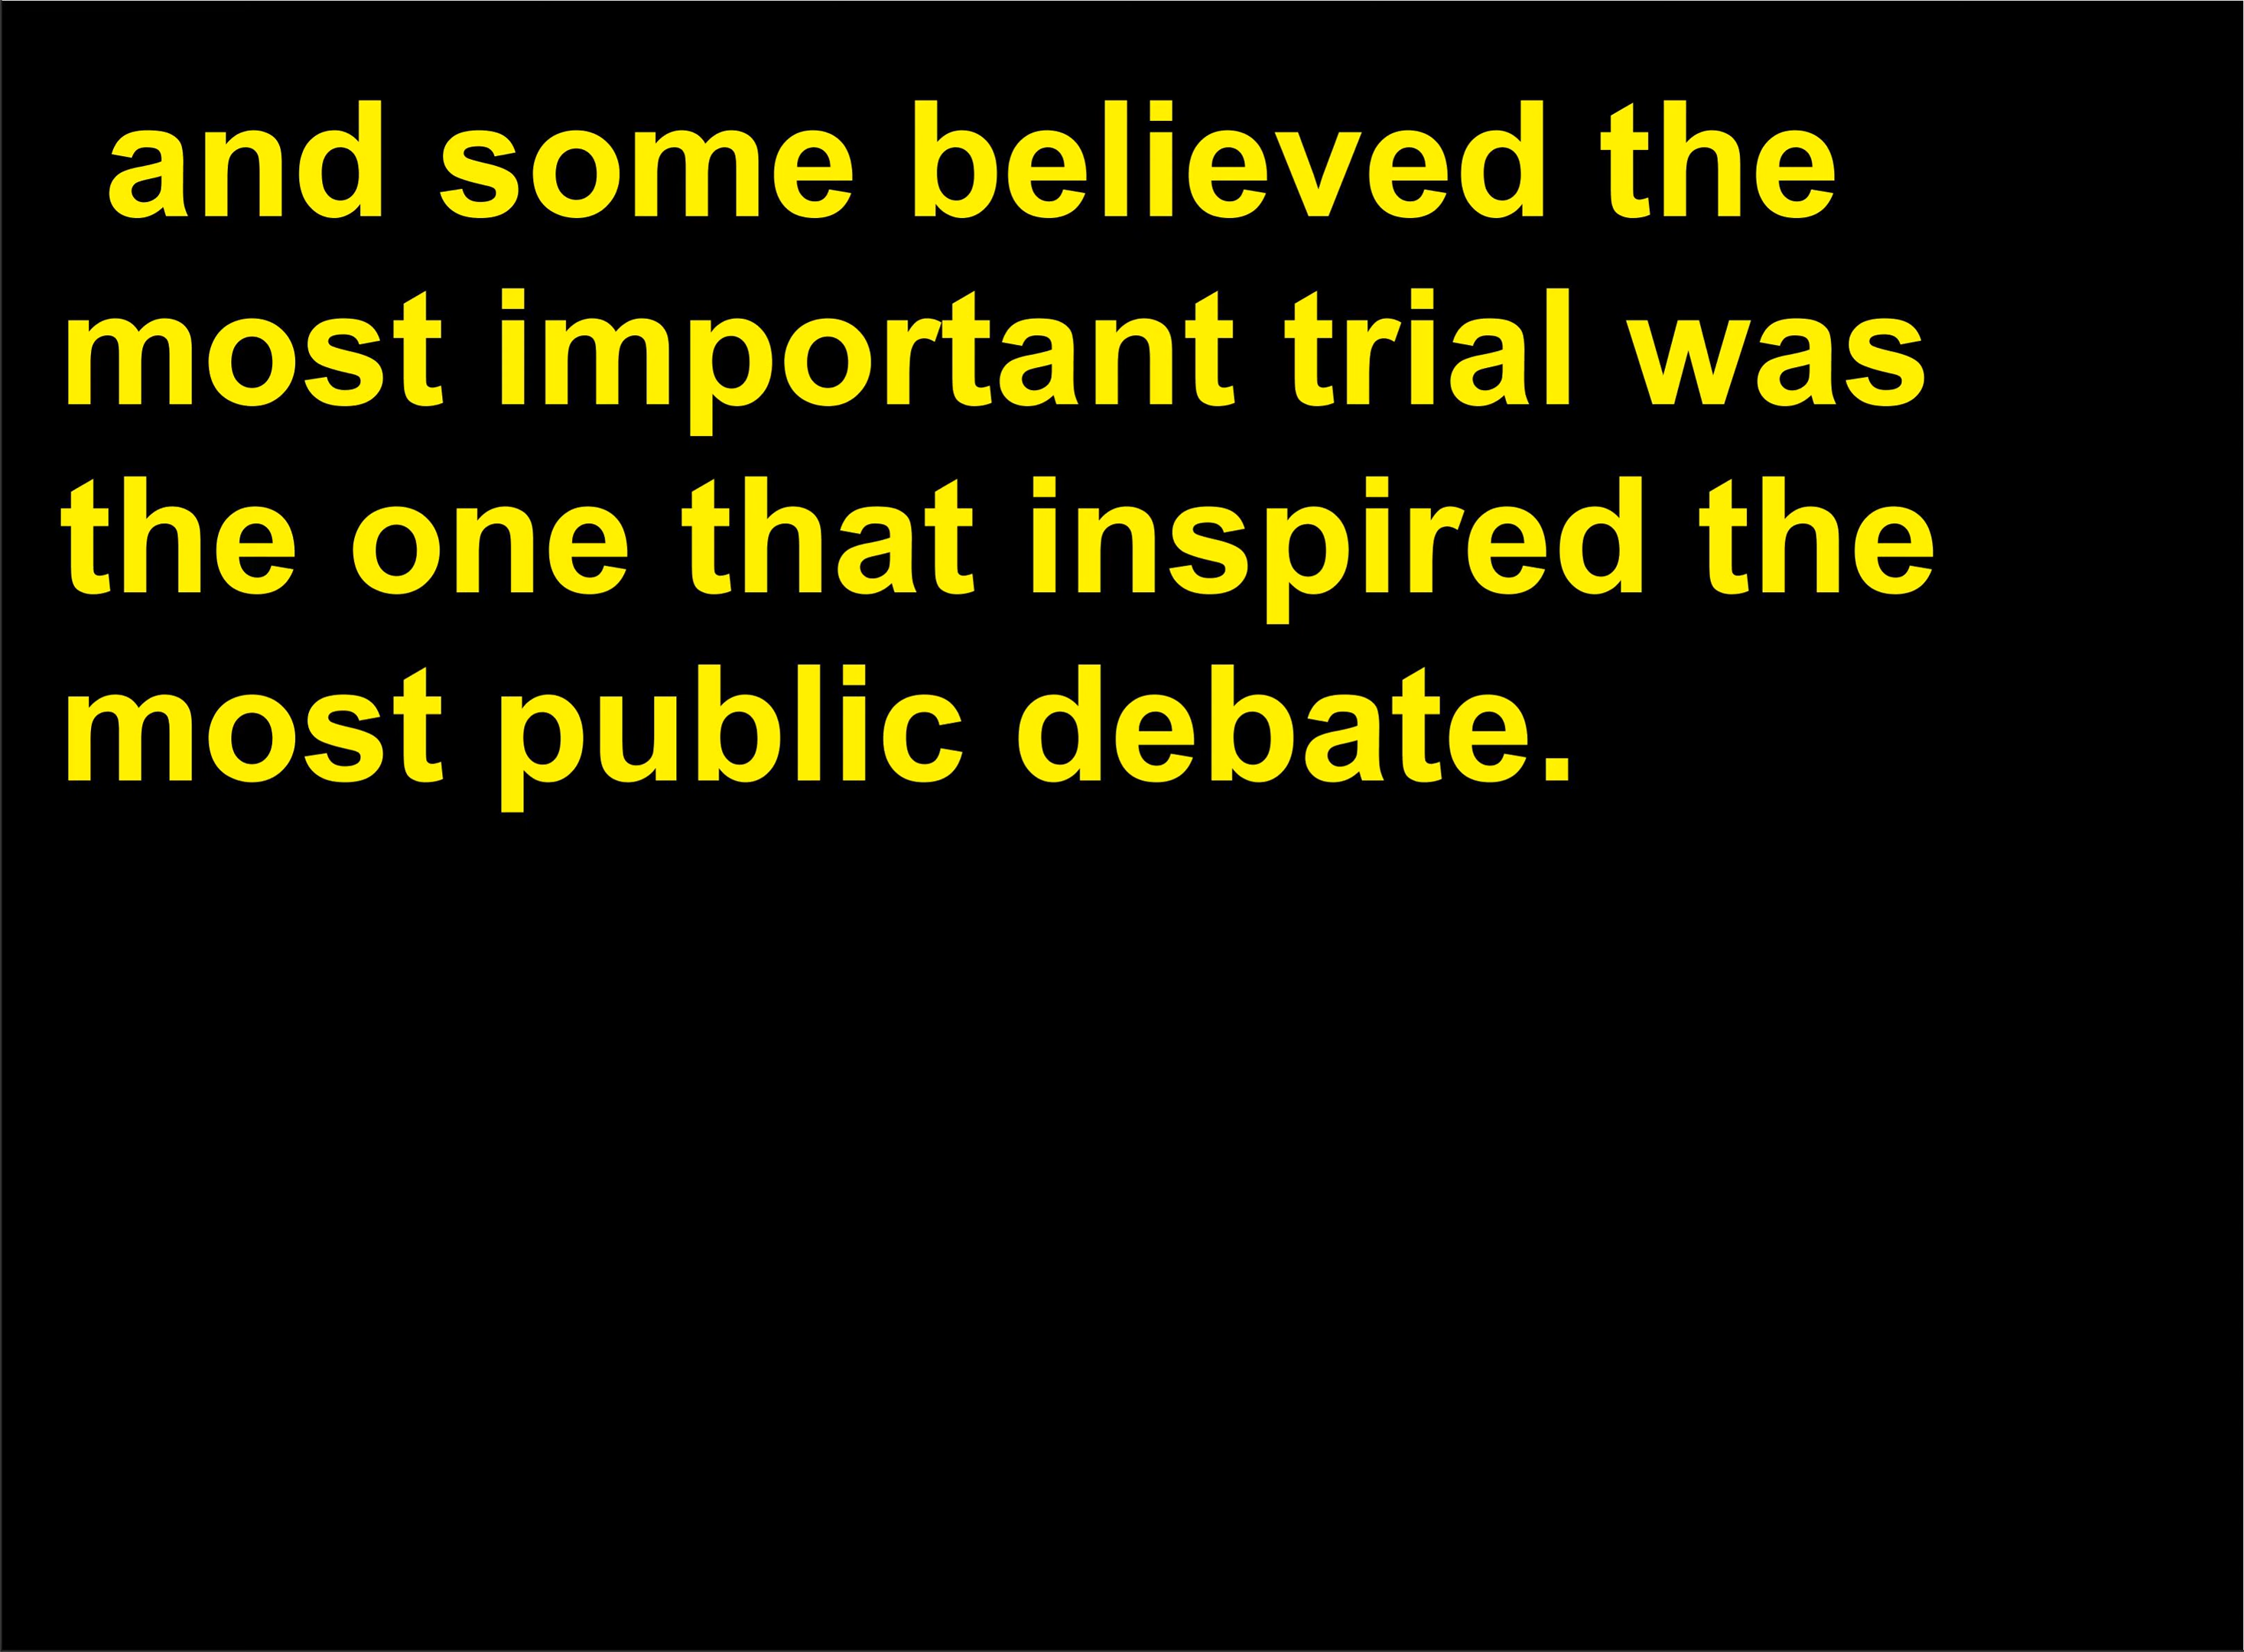 and some believed the
most important trial was
the one that inspired the
most public debate.